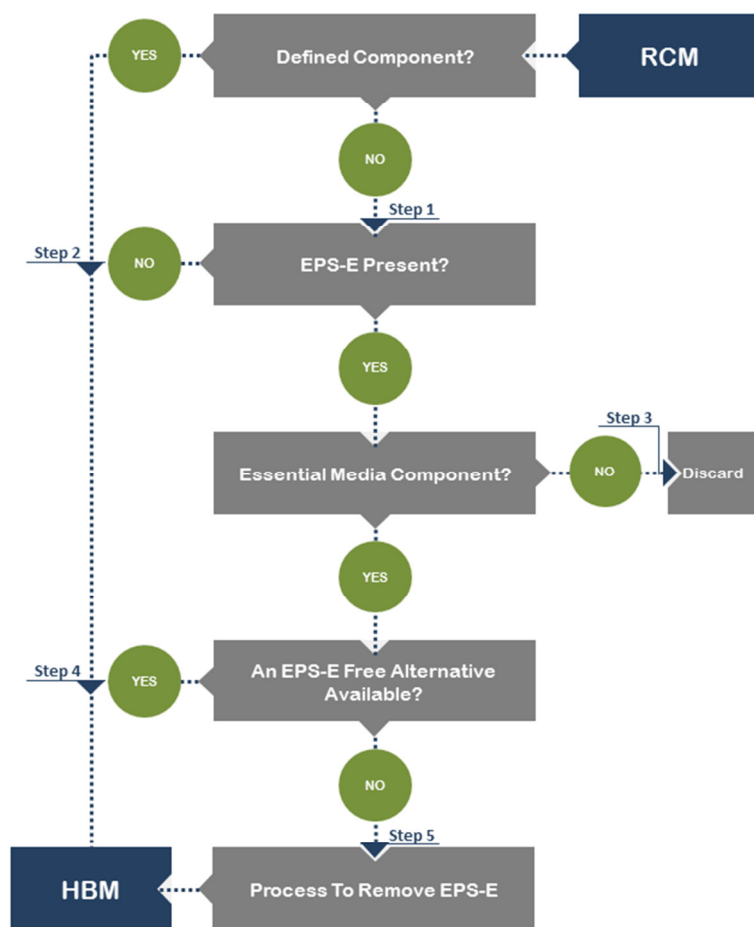 YES
Defined Component?
RCM
NO
Step 1
Step 2
NO
EPS-E Present?
YES
Step 3
Essential Media Component?
NO
Discard
YES
Step 4
YES
An EPS-E Free Alternative
Available?
NO
Step 5
HBM
Process To Remove EPS-E